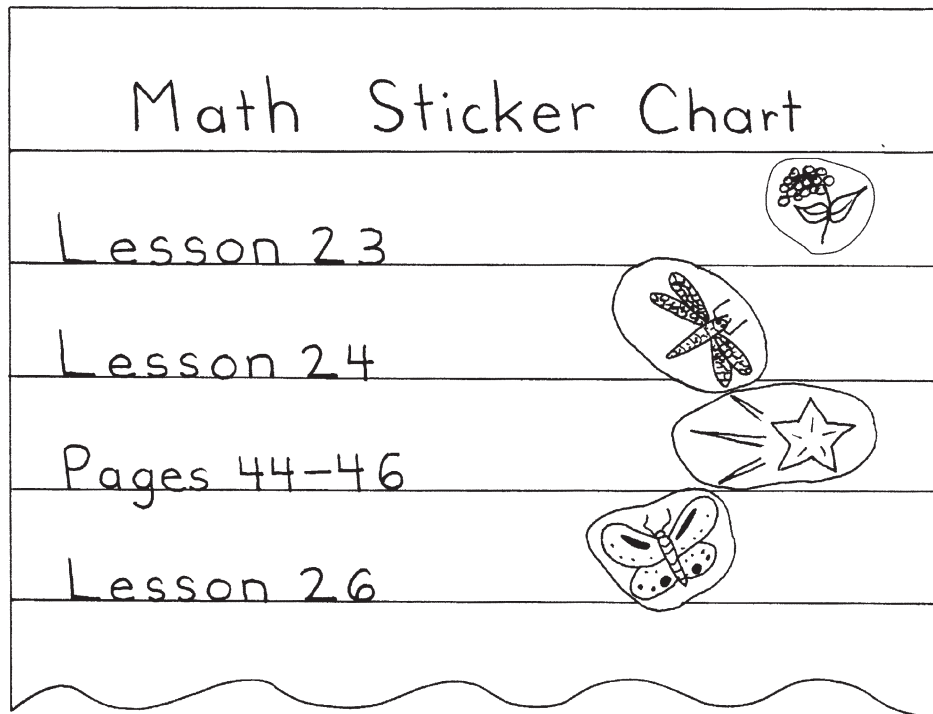 Math Sticker Chart
Lesson 23
Lesson 24
Pages 44-46
Lesson 26